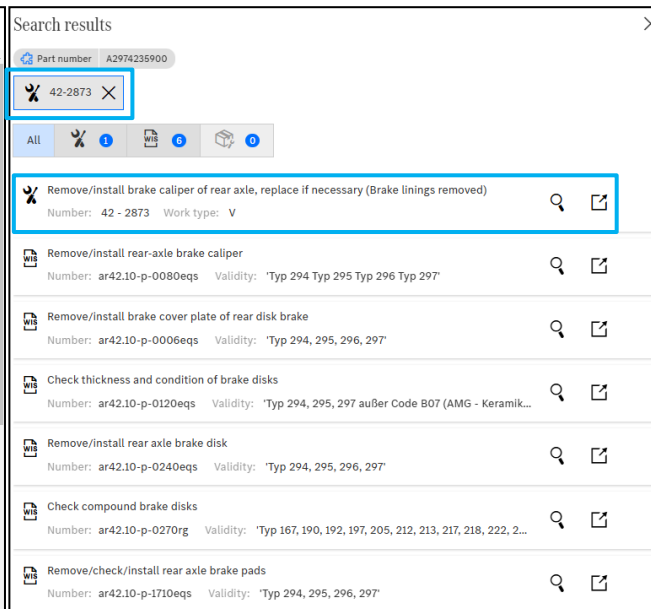 Search results
Part number A2974235900
42-2873
All 1 WIS 6 0
Remove/install brake caliper of rear axle, replace if necessary (Brake linings removed)
Number: 42 - 2873 Work type: V
WIS Remove/install rear-axle brake caliper
Number: ar42.10-p-0080eqs Validity: 'Typ 294 Typ 295 Typ 296 Typ 297'
WIS Remove/install brake cover plate of rear disk brake
Number: ar42.10-p-0006eqs Validity: 'Typ 294, 295, 296, 297'
WIS Check thickness and condition of brake disks
Number: ar42.10-p-0120eqs Validity: 'Typ 294, 295, 297 außer Code B07 (AMG - Keramik...
WIS Remove/install rear axle brake disk
Number: ar42.10-p-0240eqs Validity: 'Typ 294, 295, 296, 297'
WIS Check compound brake disks
Number: ar42.10-p-0270rg Validity: 'Typ 167, 190, 192, 197, 205, 212, 213, 217, 218, 222, 2...
WIS Remove/check/install rear axle brake pads
Number: ar42.10-p-1710eqs Validity: 'Typ 294, 295, 296, 297'